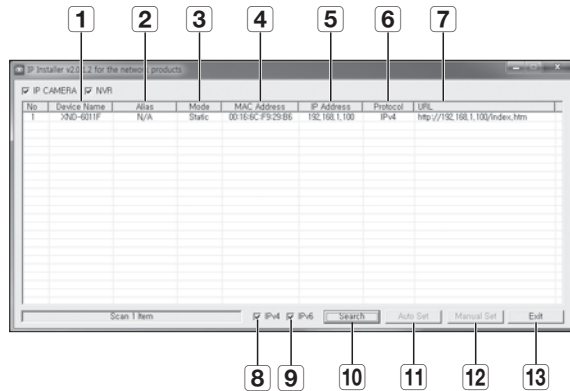 1 2 3 4 5 6 7
IP Installer v2.0.1.2 for the network products
IP CAMERA NVR
No Device Name Alias Mode MAC Address IP Address Protocol URL
1 XND-6011F N/A Static 00:16:6C:F9:29:B6 192,168,1,100 IPv4 http://192,168,1,100/index,htm
Scan 1 Item IPv4 IPv6 Search Auto Set Manual Set Exit
8 9 10 11 12 13